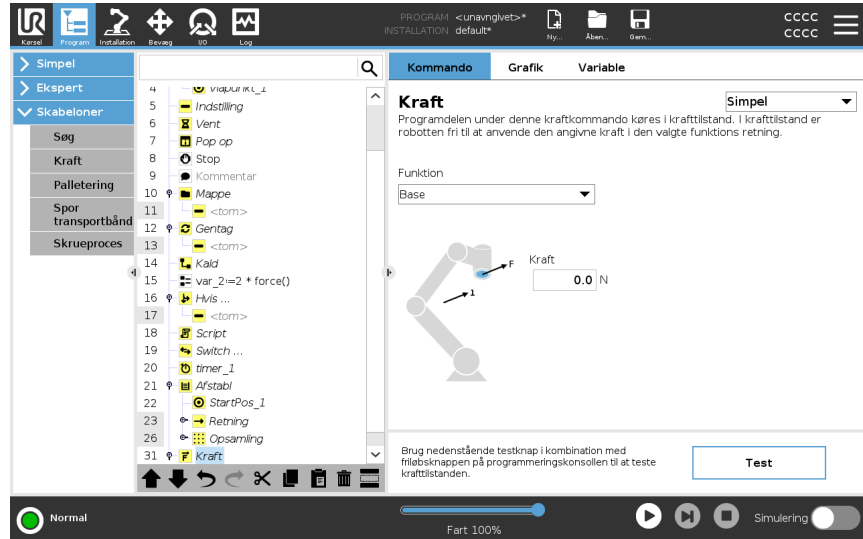 PROGRAM <unavngivet>*
INSTALLATION default*
Kørsel
Program
Installation
Bevæg
I/O
Log
Ny...
Åben...
Gem...
cccc
cccc
Simpel
Ekspert
Skabeloner
Søg
Kraft
Palletering
Spor
transportbånd
Skrueproces
4 Viapunkt_1
5 Indstilling
6 Vent
7 Pop op
8 Stop
9 Kommentar
10 Mappe
11 <tom>
12 Gentag
13 <tom>
14 Kald
15 var_2:=2 * force()
16 Hvis ...
17 <tom>
18 Script
19 Switch ...
20 timer_1
21 Afstabl
22 StartPos_1
23 Retning
26 Opsamling
31 Kraft
Kommando
Grafik
Variable
Kraft
Simpel
Programdelen under denne kraftkommando køres i krafttilstand. I krafttilstand er
robotten fri til at anvende den angivne kraft i den valgte funktions retning.
Funktion
Base
F
1
Kraft
0.0 N
Brug nedenstående testknap i kombination med
friløbsknappen på programmeringskonsollen til at teste
krafttilstanden.
Test
Normal
Fart 100%
Simulering